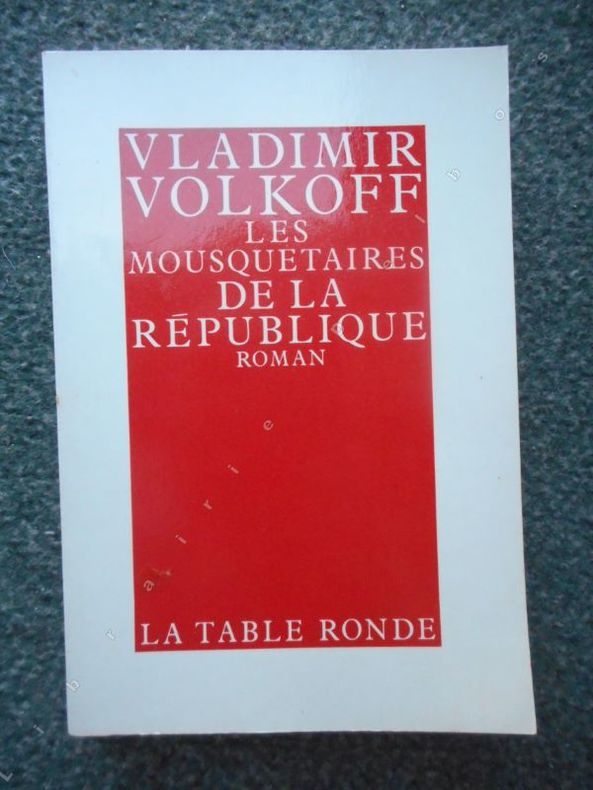 VLADIMIR
VOLKOFF
LES
MOUSQUETAIRES
DE LA
RÉPUBLIQUE
ROMAN
LA TABLE RONDE